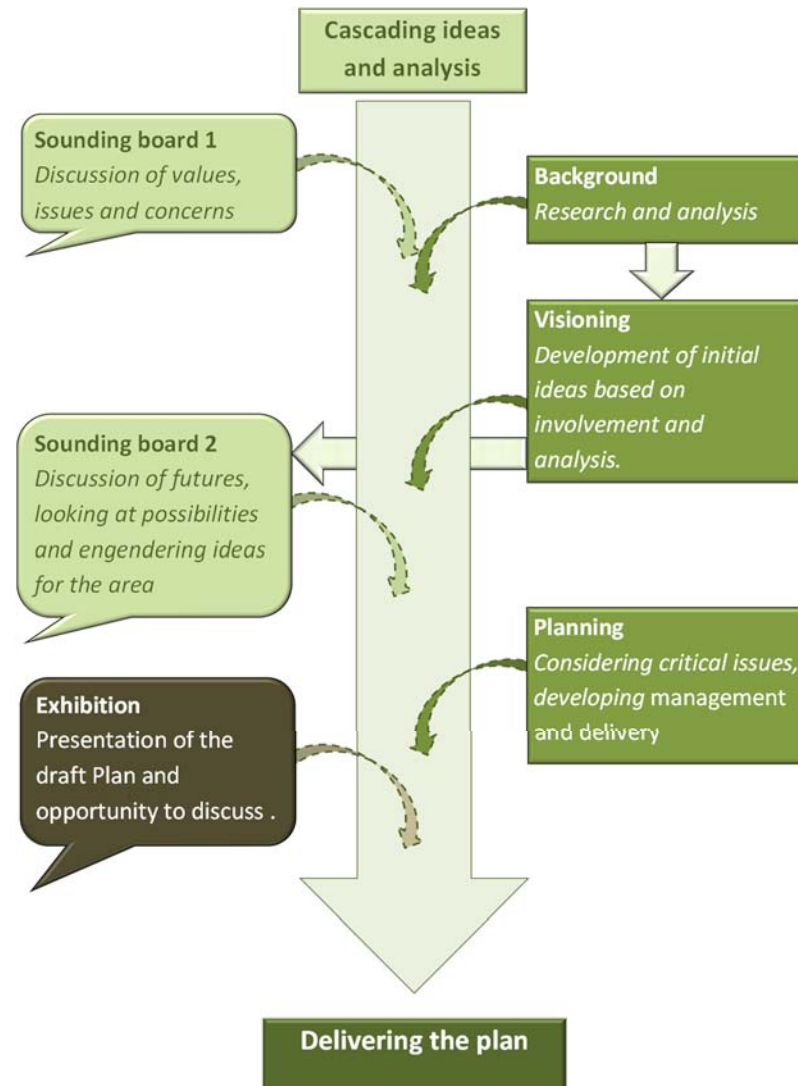 Cascading ideas
and analysis
Sounding board 1
Discussion of values,
issues and concerns
Background
Research and analysis
Visioning
Development of initial
ideas based on
involvement and
analysis.
Sounding board 2
Discussion of futures,
looking at possibilities
and engendering ideas
for the area
Planning
Considering critical issues,
developing management
and delivery
Exhibition
Presentation of the
draft Plan and
opportunity to discuss .
Delivering the plan